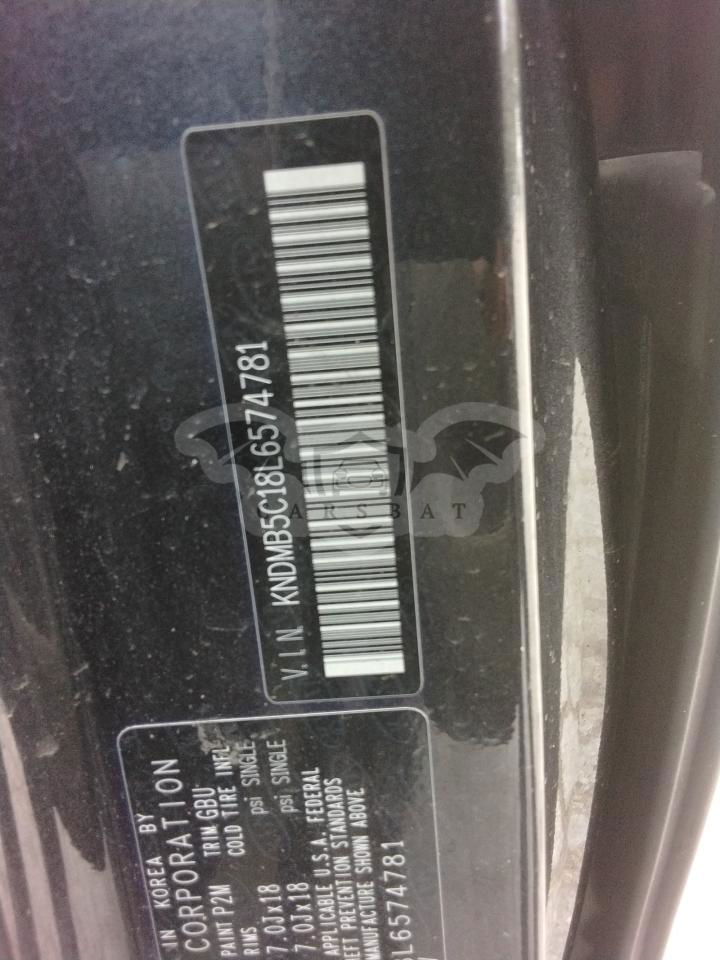 V.I.N. KNDMB5C18L6574781
CARSBAT
IN KOREA BY
CORPORATION
PAINT P2M TRIM GBU
RIMS COLD TIRE INFL
7.0Jx18 psi SINGLE
7.0Jx18 psi SINGLE
APPLICABLE U.S.A. FEDERAL
PREVENTION STANDARDS
MANUFACTURE SHOWN ABOVE
L6574781